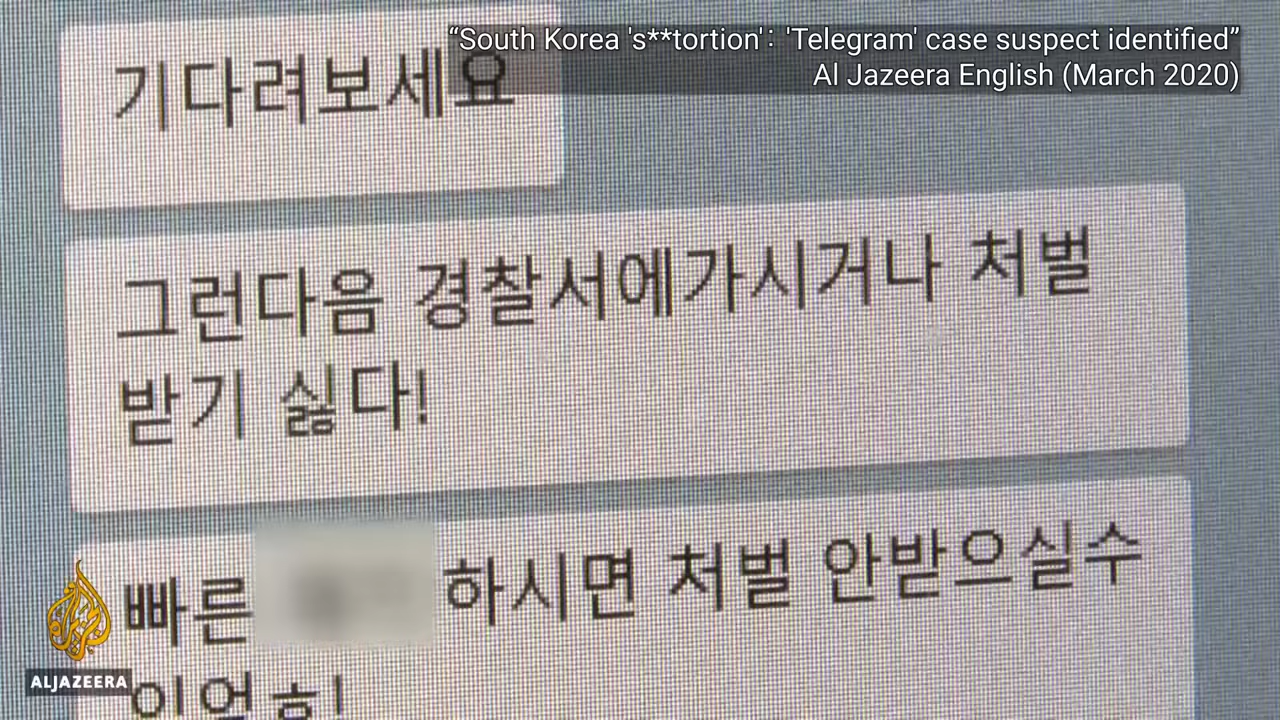 “South Korea 's**tortion': 'Telegram' case suspect identified”
Al Jazeera English (March 2020)
기다려보세요
그런다음 경찰서에가시거나 처벌
받기 싫다!
빠른 하시면 처벌 안받으실수
ALJAZEERA